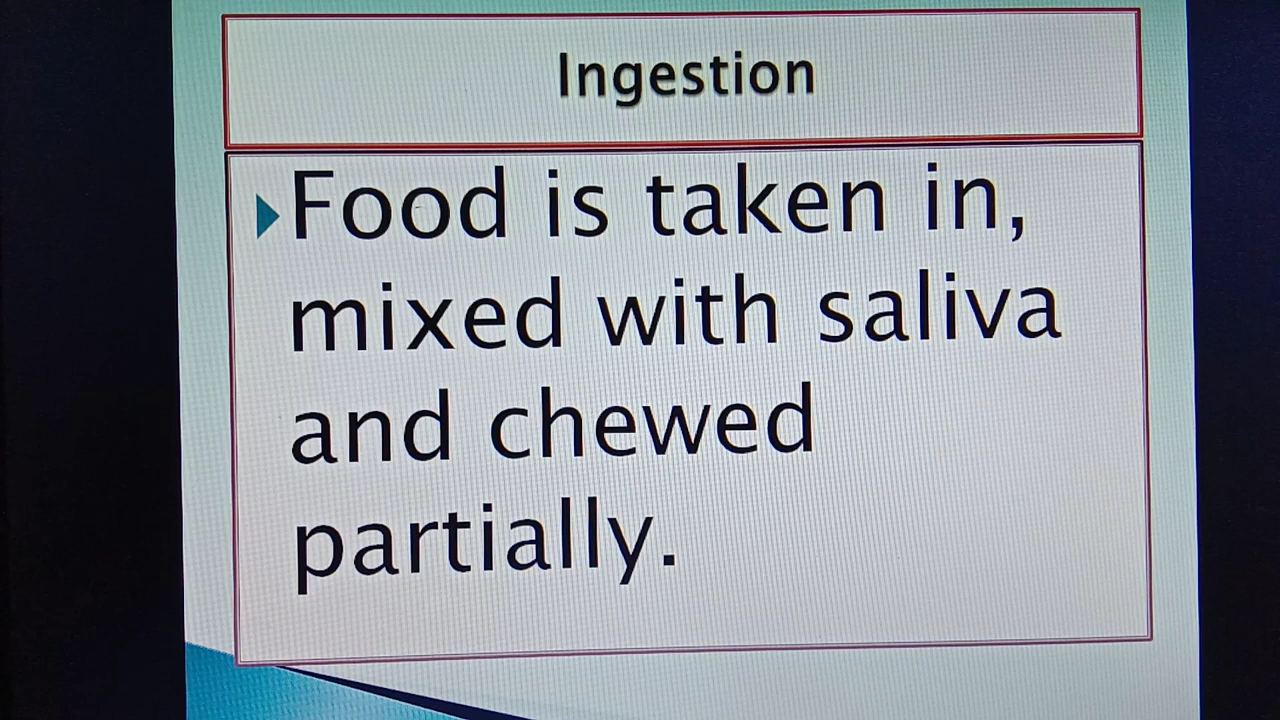 Ingestion
Food is taken in,
mixed with saliva
and chewed
partially.